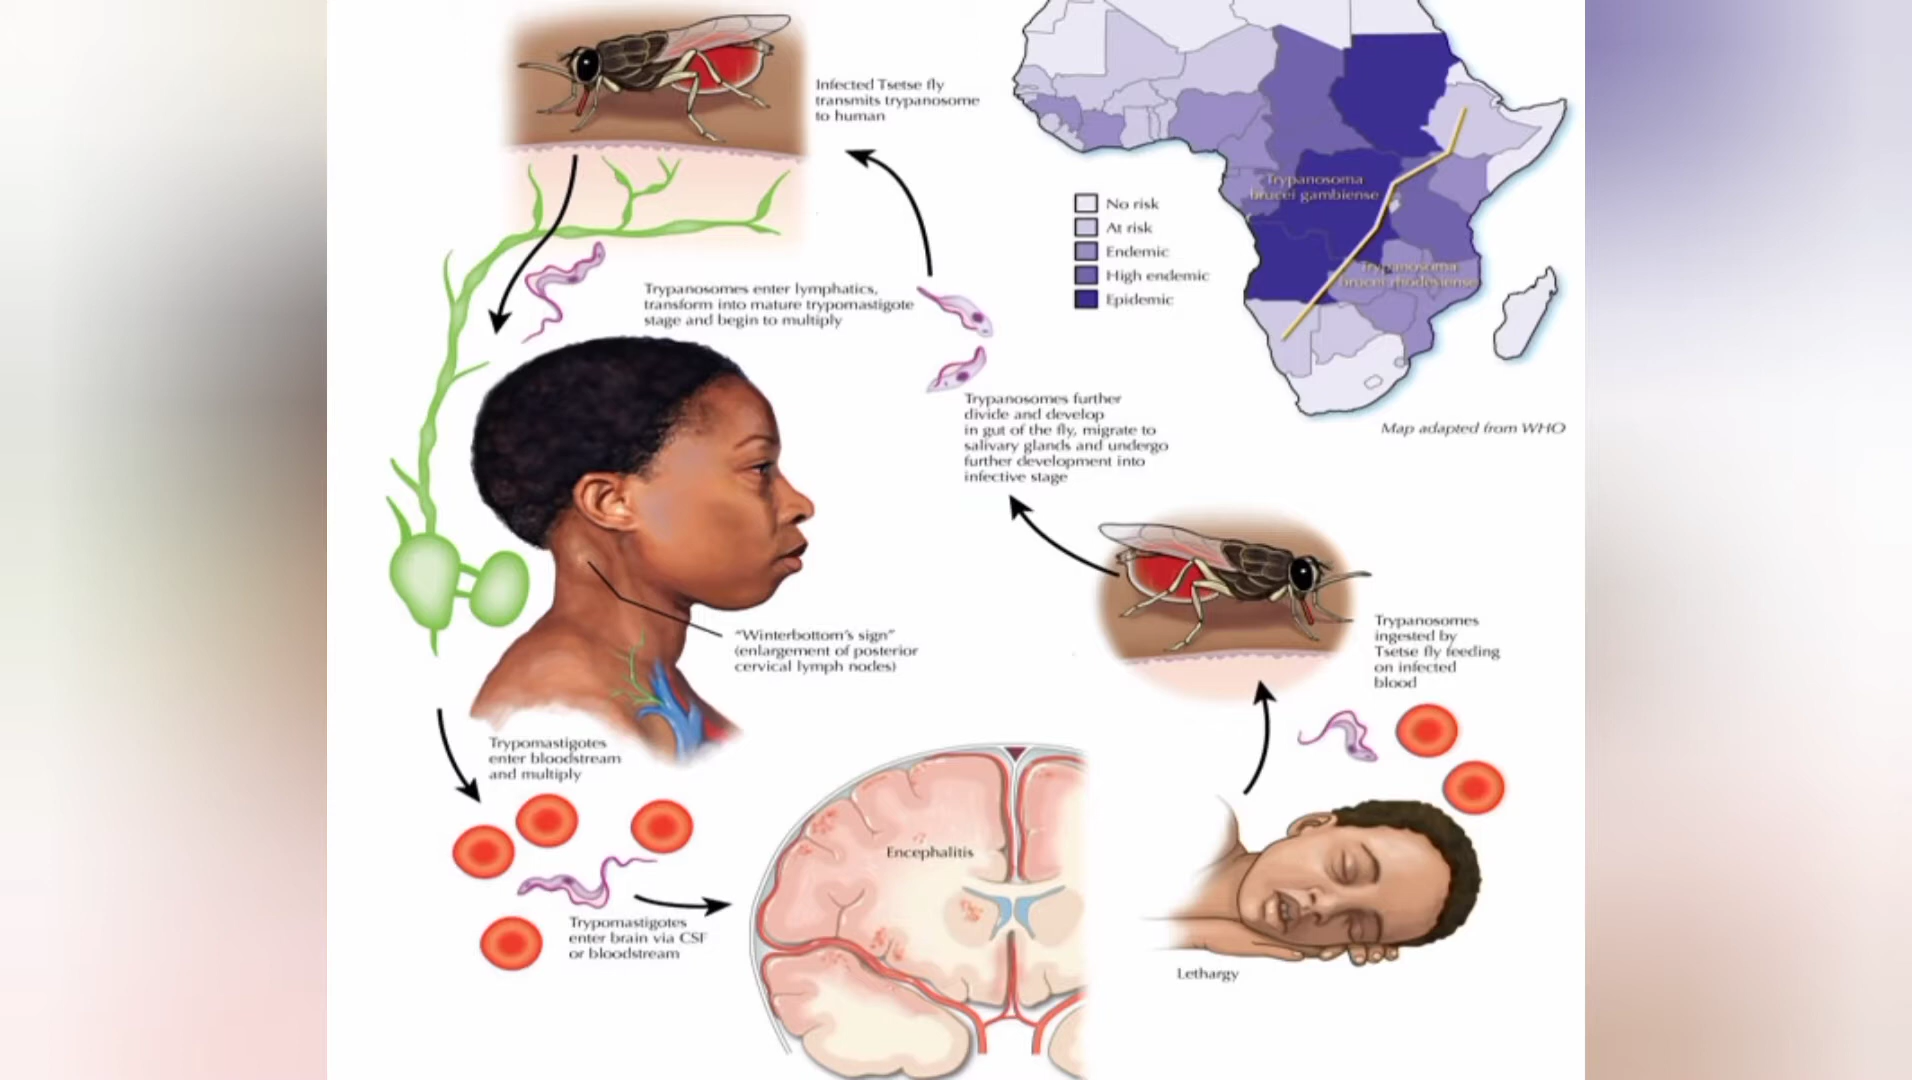 Infected Tsetse fly
transmits trypanosome
to human
Trypanosomes enter lymphatics,
transform into mature trypomastigote
stage and begin to multiply
"Winterbottom's sign"
(enlargement of posterior
cervical lymph nodes)
Trypomastigotes
enter bloodstream
and multiply
Trypomastigotes
enter brain via CSF
or bloodstream
Encephalitis
Lethargy
Trypanosomes
ingested by
Tsetse fly feeding
on infected
blood
Trypanosomes further
divide and develop
in gut of the fly, migrate to
salivary glands and undergo
further development into
infective stage
No risk
At risk
Endemic
High endemic
Epidemic
Trypanosoma
brucei gambiense
Trypanosoma
brucei rhodesiense
Map adapted from WHO